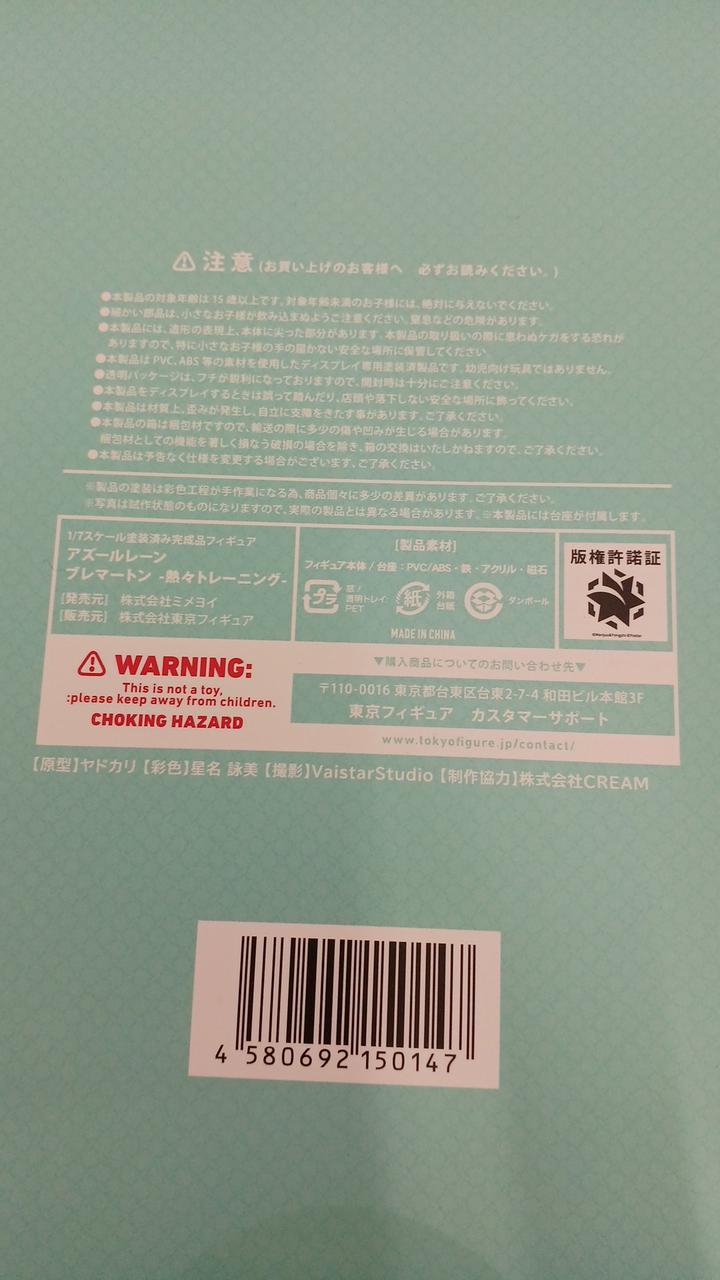 注意(お買い上げのお客様へ 必ずお読みください。)
●本製品の対象年齢は15歳以上です。対象年齢未満のお子様には、絶対に与えないでください。
●細かい部品は、小さなお子様が飲み込まぬようご注意ください。窒息などの危険があります。
●本製品には、造形の表現上、本体に尖った部分があります。本製品の取り扱いの際に思わぬケガをする恐れが
ありますので、特に小さなお子様の手の届かない安全な場所に保管してください。
●本製品はPVC、ABS等の素材を使用したディスプレイ専用塗装済製品です。幼児向け玩具ではありません。
●透明パッケージは、フチが鋭利になっておりますので、開封時は十分にご注意ください。
●本製品をディスプレイするときは誤って踏んだり、店頭や落下しない安全な場所に飾ってください。
●本製品は材質上、歪みが発生し、自立に支障をきたす事があります。ご了承ください。
●本製品の箱は梱包材ですので、輸送の際に多少の傷や凹みが生じる場合があります。
梱包材としての機能を著しく損なう破損の場合を除き、箱の交換はいたしかねますので、ご了承ください。
●本製品は予告なく仕様を変更する場合がございます、ご了承ください。
※製品の塗装は彩色工程が手作業になる為、商品個々に多少の差異があります。ご了承ください。
※写真は試作状態のものになりますので、実際の製品とは異なる場合があります。※本製品には台座が付属します。
1/7スケール塗装済み完成品フィギュア
アズールレーン
ブレマートン -熱々トレーニング-
[発売元] 株式会社ミメヨイ
[販売元] 株式会社東京フィギュア
[製品素材]
フィギュア本体 / 台座：PVC/ABS・鉄・アクリル・磁石
プラ
窓/
透明トレイ:
PET
紙
外箱
台紙
ダンボール
MADE IN CHINA
版権許諾証
©Manjuu&Yongshi ©Yostar
WARNING:
This is not a toy,
:please keep away from children.
CHOKING HAZARD
▼購入商品についてのお問い合わせ先▼
〒110-0016 東京都台東区台東2-7-4 和田ビル本館3F
東京フィギュア カスタマーサポート
www.tokyofigure.jp/contact/
【原型】ヤドカリ 【彩色】星名 詠美 【撮影】VaistarStudio 【制作協力】株式会社CREAM
4 580692 150147